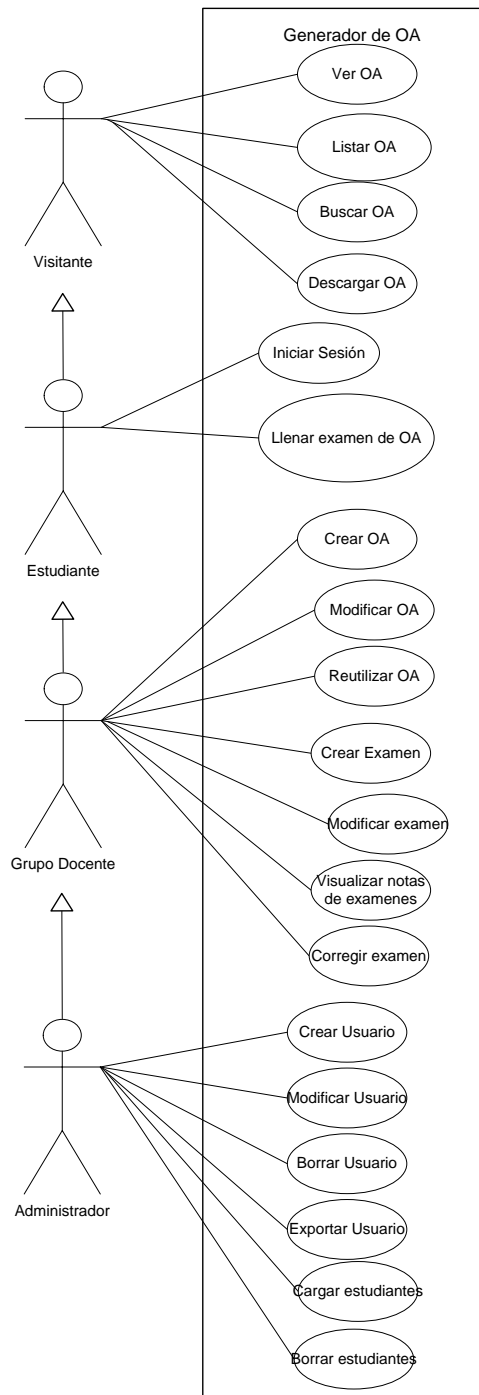 Generador de OA
Ver OA
Listar OA
Buscar OA
Visitante
Descargar OA
Iniciar Sesión
Llenar examen de OA
Estudiante
Crear OA
Modificar OA
Reutilizar OA
Crear Examen
Modificar examen
Grupo Docente
Visualizar notas
de examenes
Corregir examen
Crear Usuario
Modificar Usuario
Borrar Usuario
Administrador
Exportar Usuario
Cargar estudiantes
Borrar estudiantes